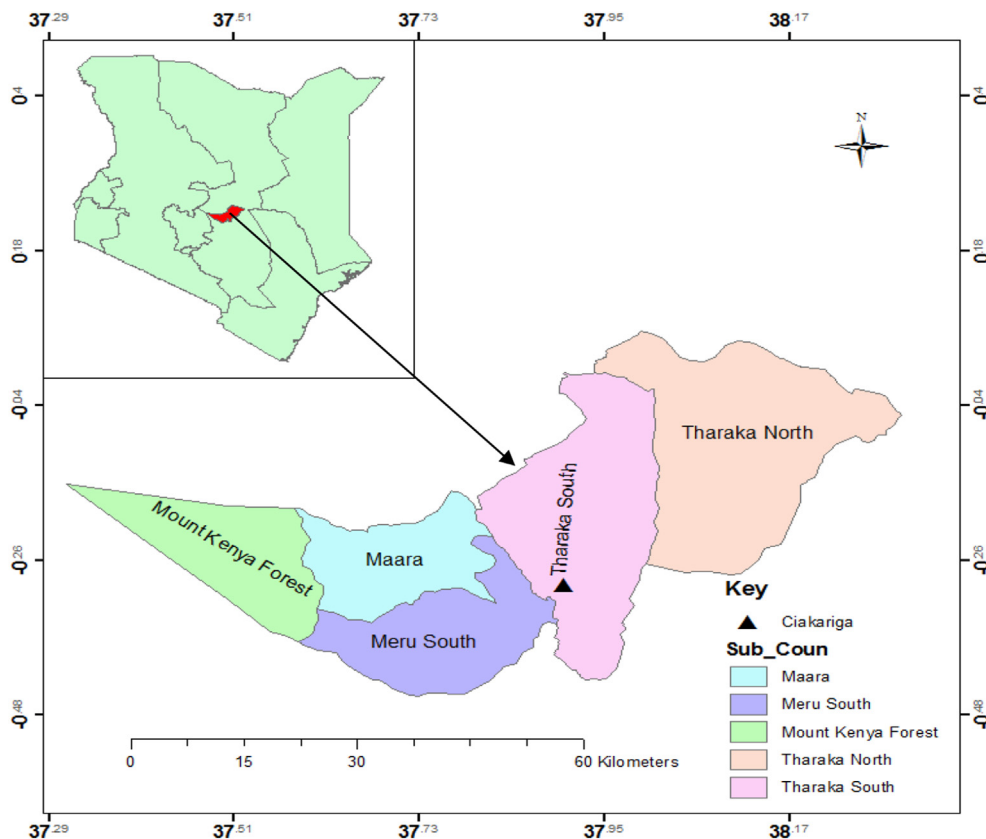 37.29 37.51 37.73 37.95 38.17
0.4 0.4
N
0.18 0.18
-0.04 -0.04
Tharaka North
Tharaka South
Mount Kenya Forest
Maara
-0.26 -0.26
Meru South
Key
Ciakariga
Sub_Coun
Maara
Meru South
Mount Kenya Forest
Tharaka North
Tharaka South
-0.48 -0.48
0 15 30 60 Kilometers
37.29 37.51 37.73 37.95 38.17